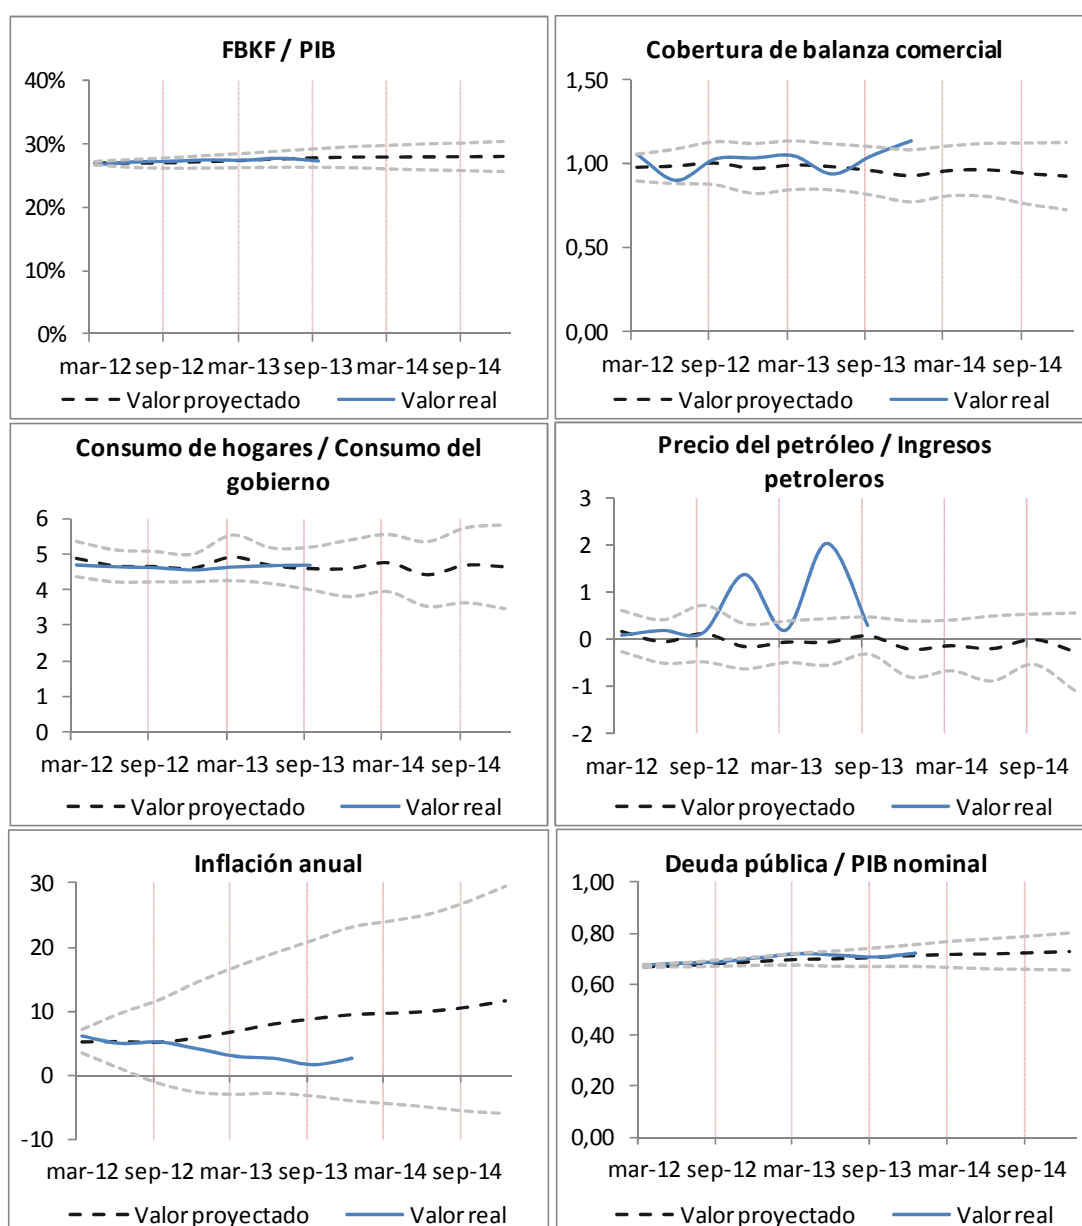 FBKF / PIB
40%
30%
20%
10%
0%
mar-12 sep-12 mar-13 sep-13 mar-14 sep-14
Valor proyectado Valor real
Cobertura de balanza comercial
1,50
1,00
0,50
0,00
mar-12 sep-12 mar-13 sep-13 mar-14 sep-14
Valor proyectado Valor real
Consumo de hogares / Consumo del
gobierno
6
5
4
3
2
1
0
mar-12 sep-12 mar-13 sep-13 mar-14 sep-14
Valor proyectado Valor real
Precio del petróleo / Ingresos
petroleros
3
2
1
0
-1
-2
mar-12 sep-12 mar-13 sep-13 mar-14 sep-14
Valor proyectado Valor real
Inflación anual
30
20
10
0
-10
mar-12 sep-12 mar-13 sep-13 mar-14 sep-14
Valor proyectado Valor real
Deuda pública / PIB nominal
1,00
0,80
0,60
0,40
0,20
0,00
mar-12 sep-12 mar-13 sep-13 mar-14 sep-14
Valor proyectado Valor real